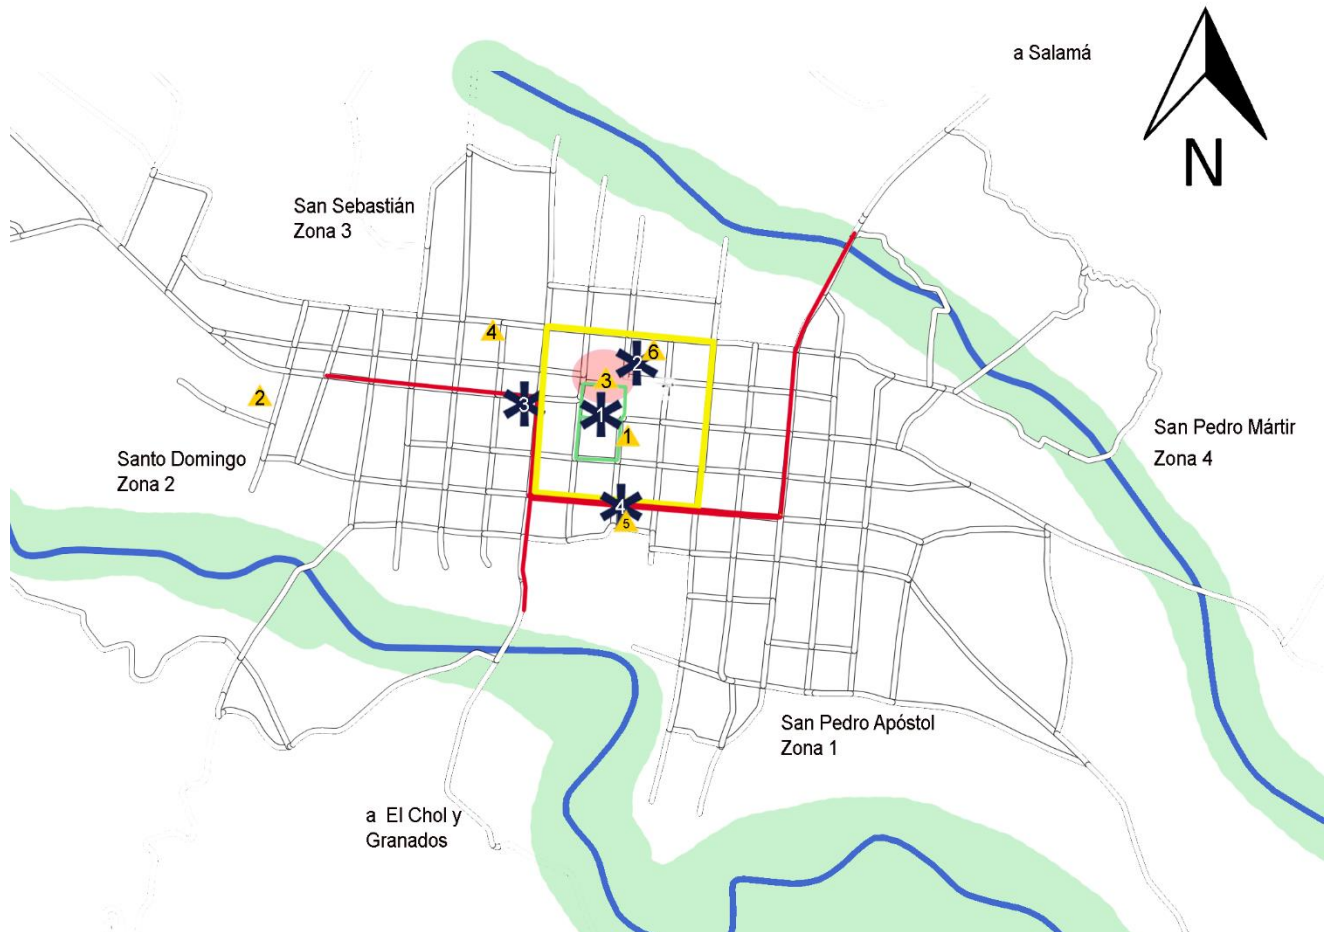 a Salamá
N
San Sebastián
Zona 3
4
2
6
3
2
3
1
1
San Pedro Mártir
Zona 4
Santo Domingo
Zona 2
4
5
San Pedro Apóstol
Zona 1
a El Chol y
Granados